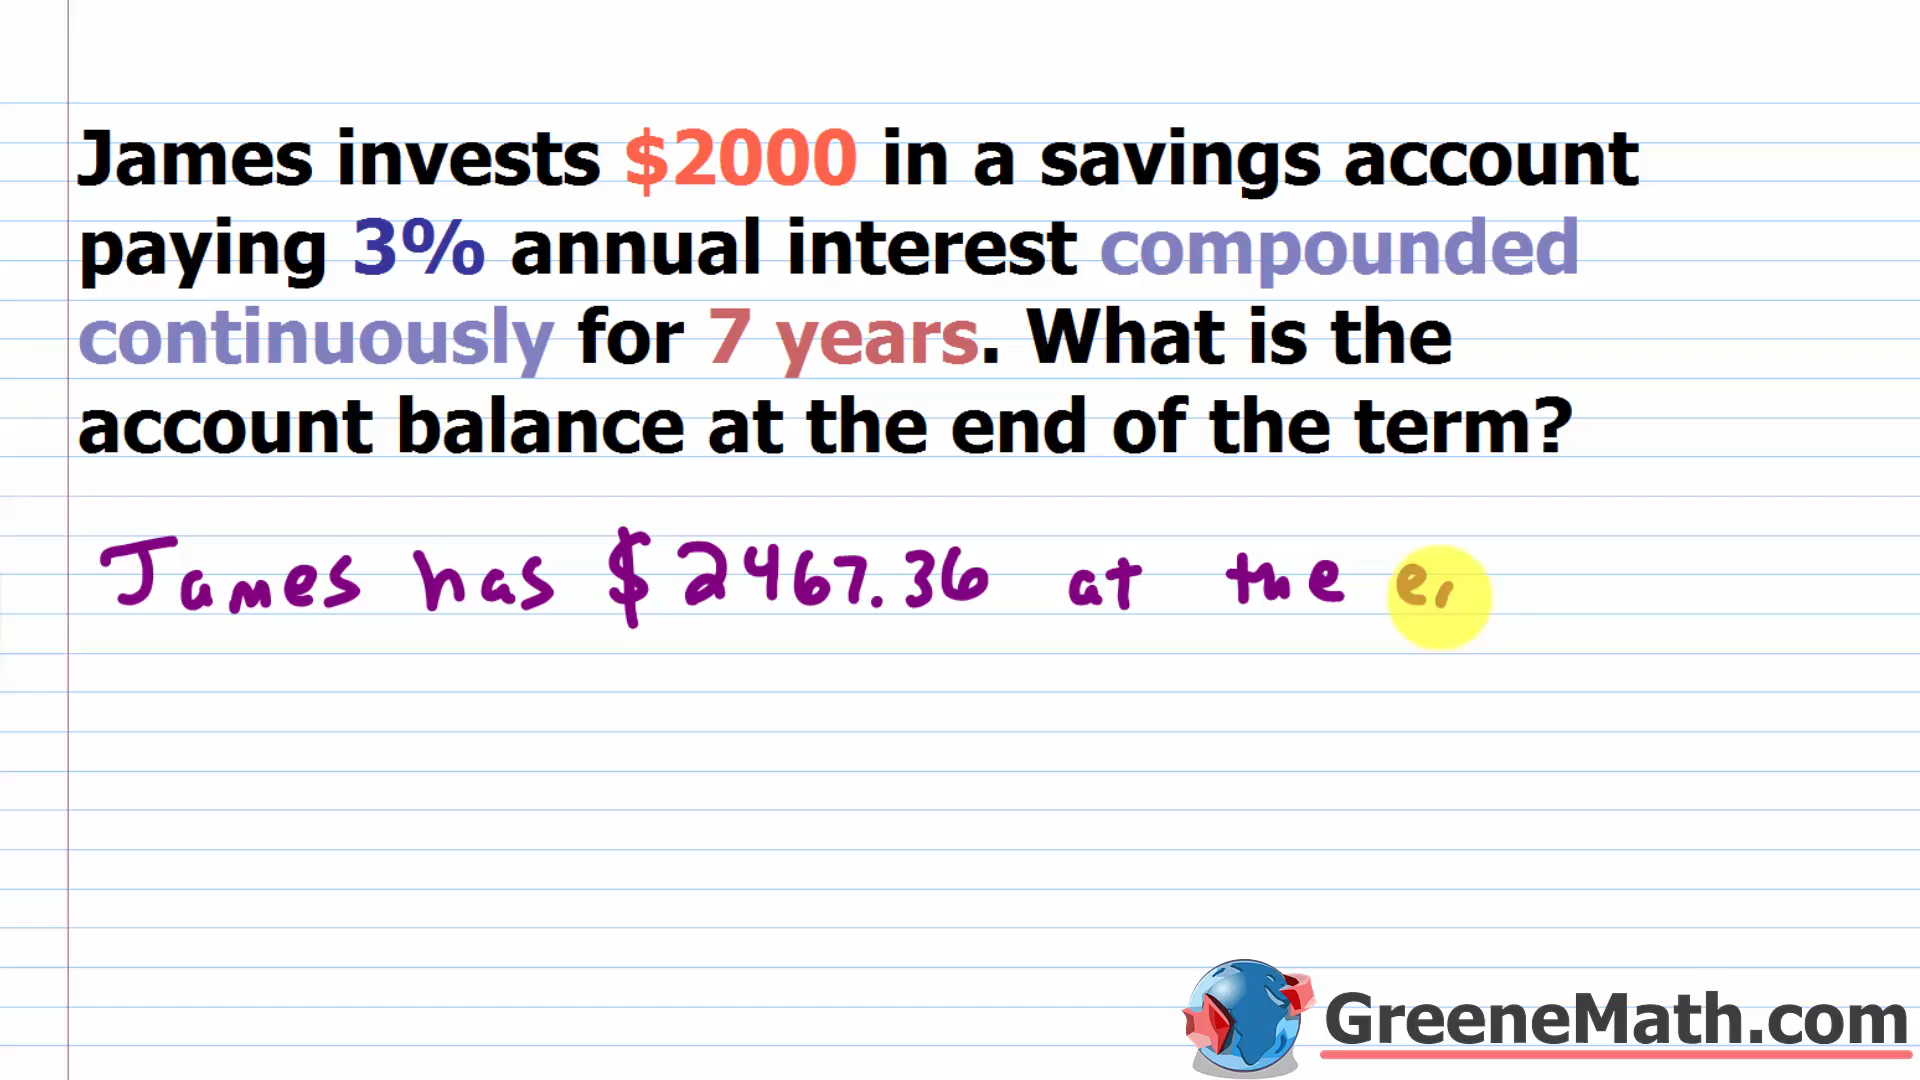 James invests $2000 in a savings account
paying 3% annual interest compounded
continuously for 7 years. What is the
account balance at the end of the term?
James has $2467.36 at the
GreeneMath.com